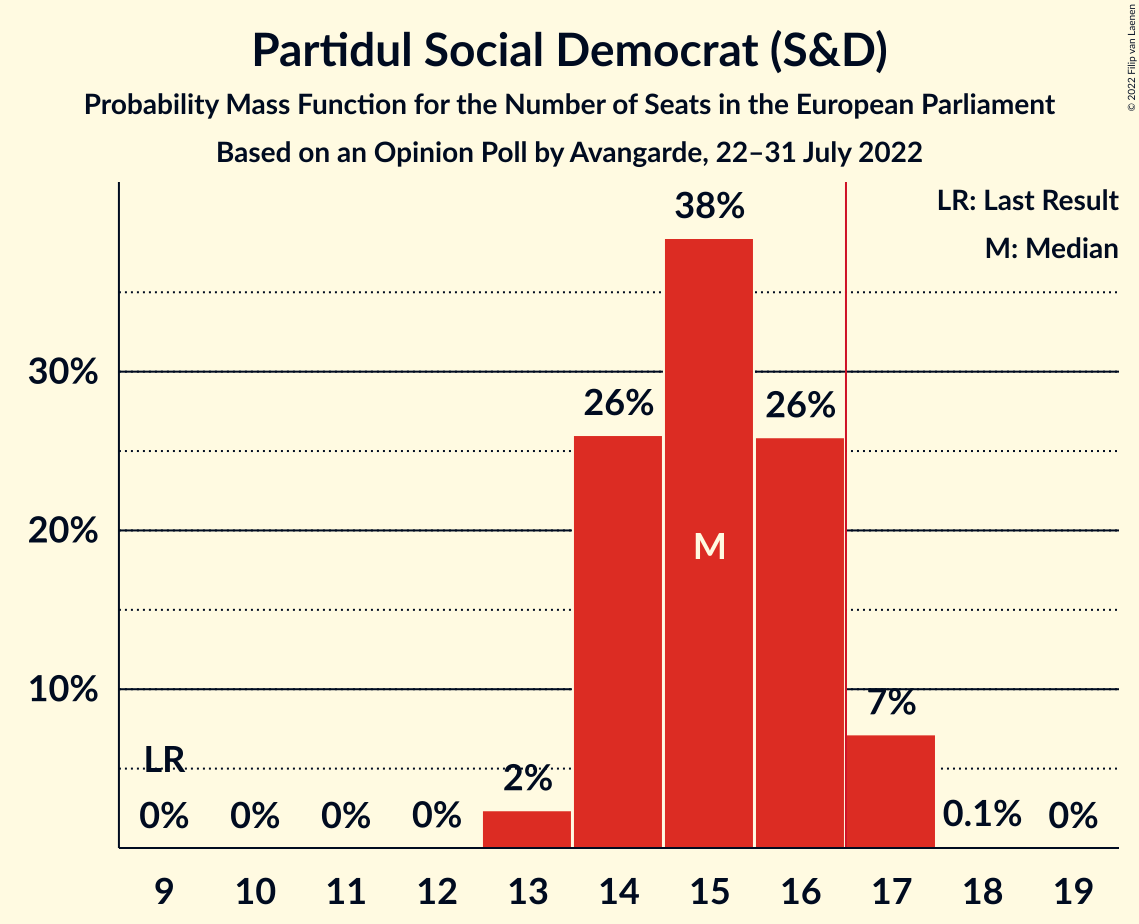 Partidul Social Democrat (S&D)
Probability Mass Function for the Number of Seats in the European Parliament
Based on an Opinion Poll by Avangarde, 22–31 July 2022
© 2022 Filip van Laenen
LR: Last Result
M: Median
38%
30%
26%
26%
20%
M
10%
7%
LR
2%
0%
0%
0%
0%
0.1%
0%
9 10 11 12 13 14 15 16 17 18 19